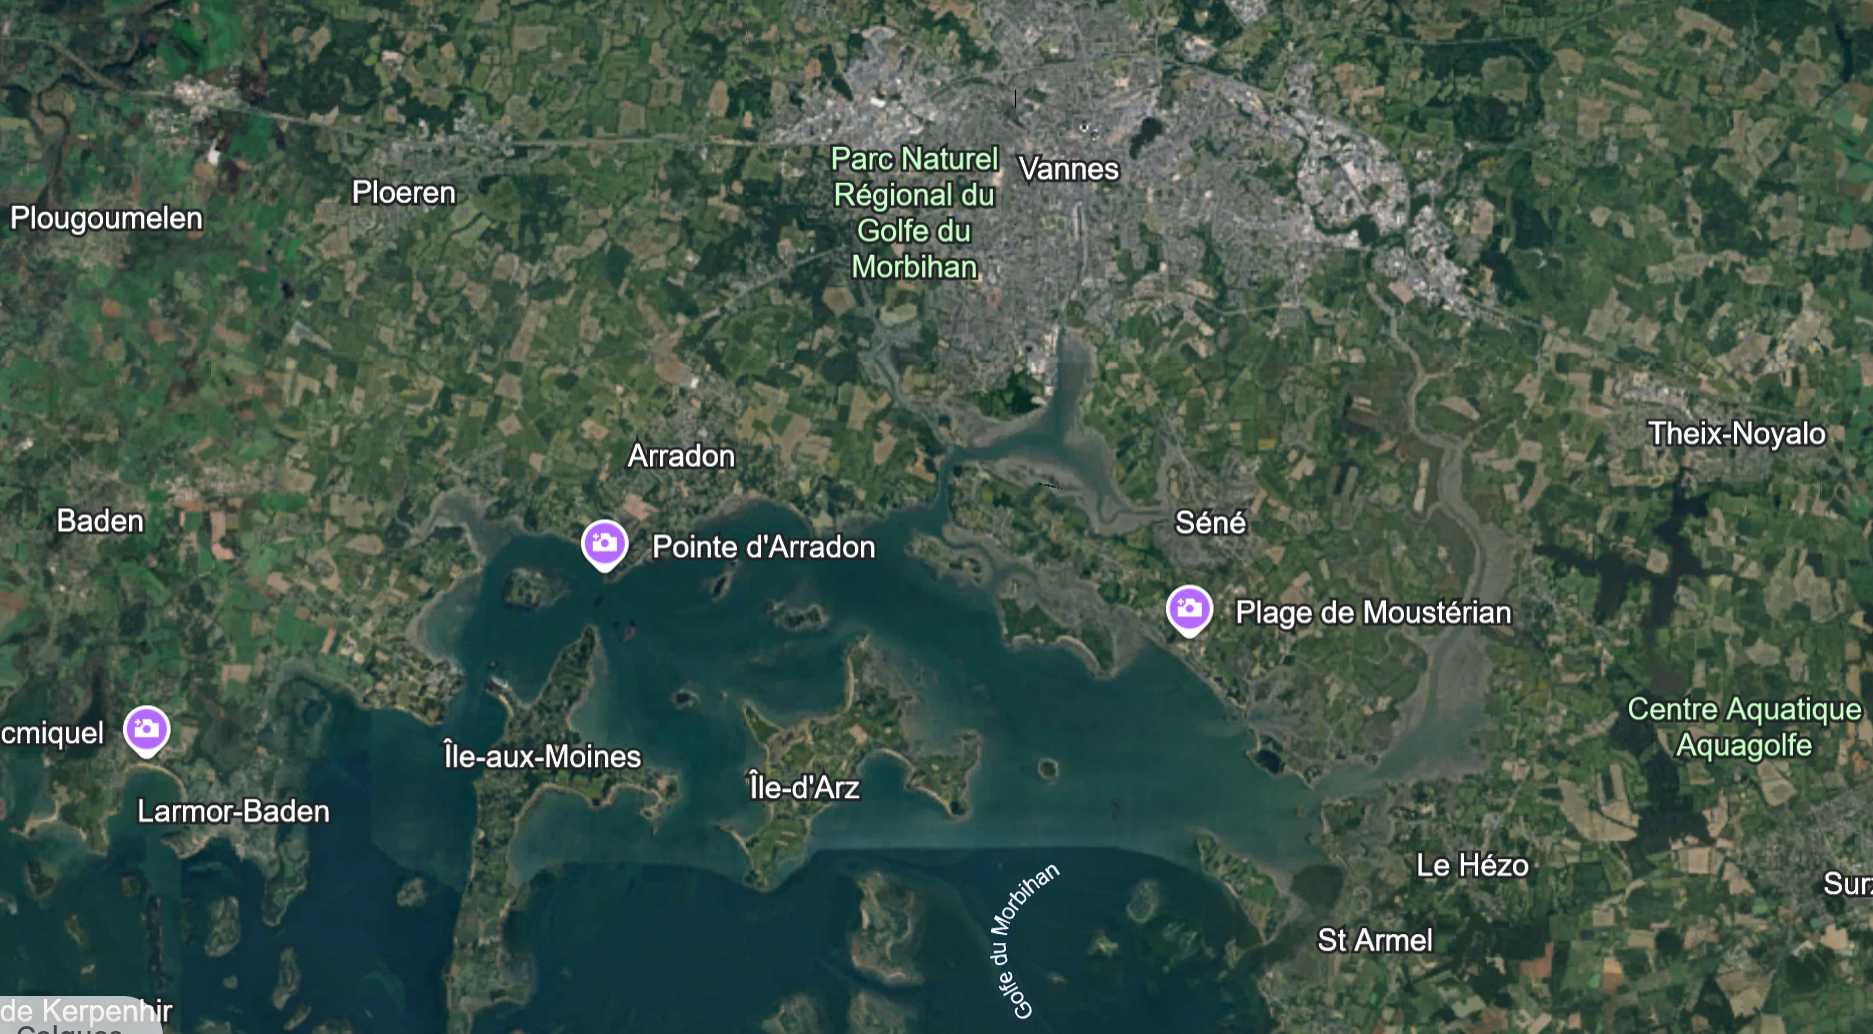 Parc Naturel
Régional du
Golfe du
Morbihan
Vannes
Ploeren
Plougoumelen
Theix-Noyalo
Arradon
Baden
Séné
Pointe d'Arradon
Plage de Moustérian
Centre Aquatique
Aquagolfe
cmiquel
Île-aux-Moines
Île-d'Arz
Larmor-Baden
Le Hézo
Golfe du Morbihan
St Armel
de Kerpenhir